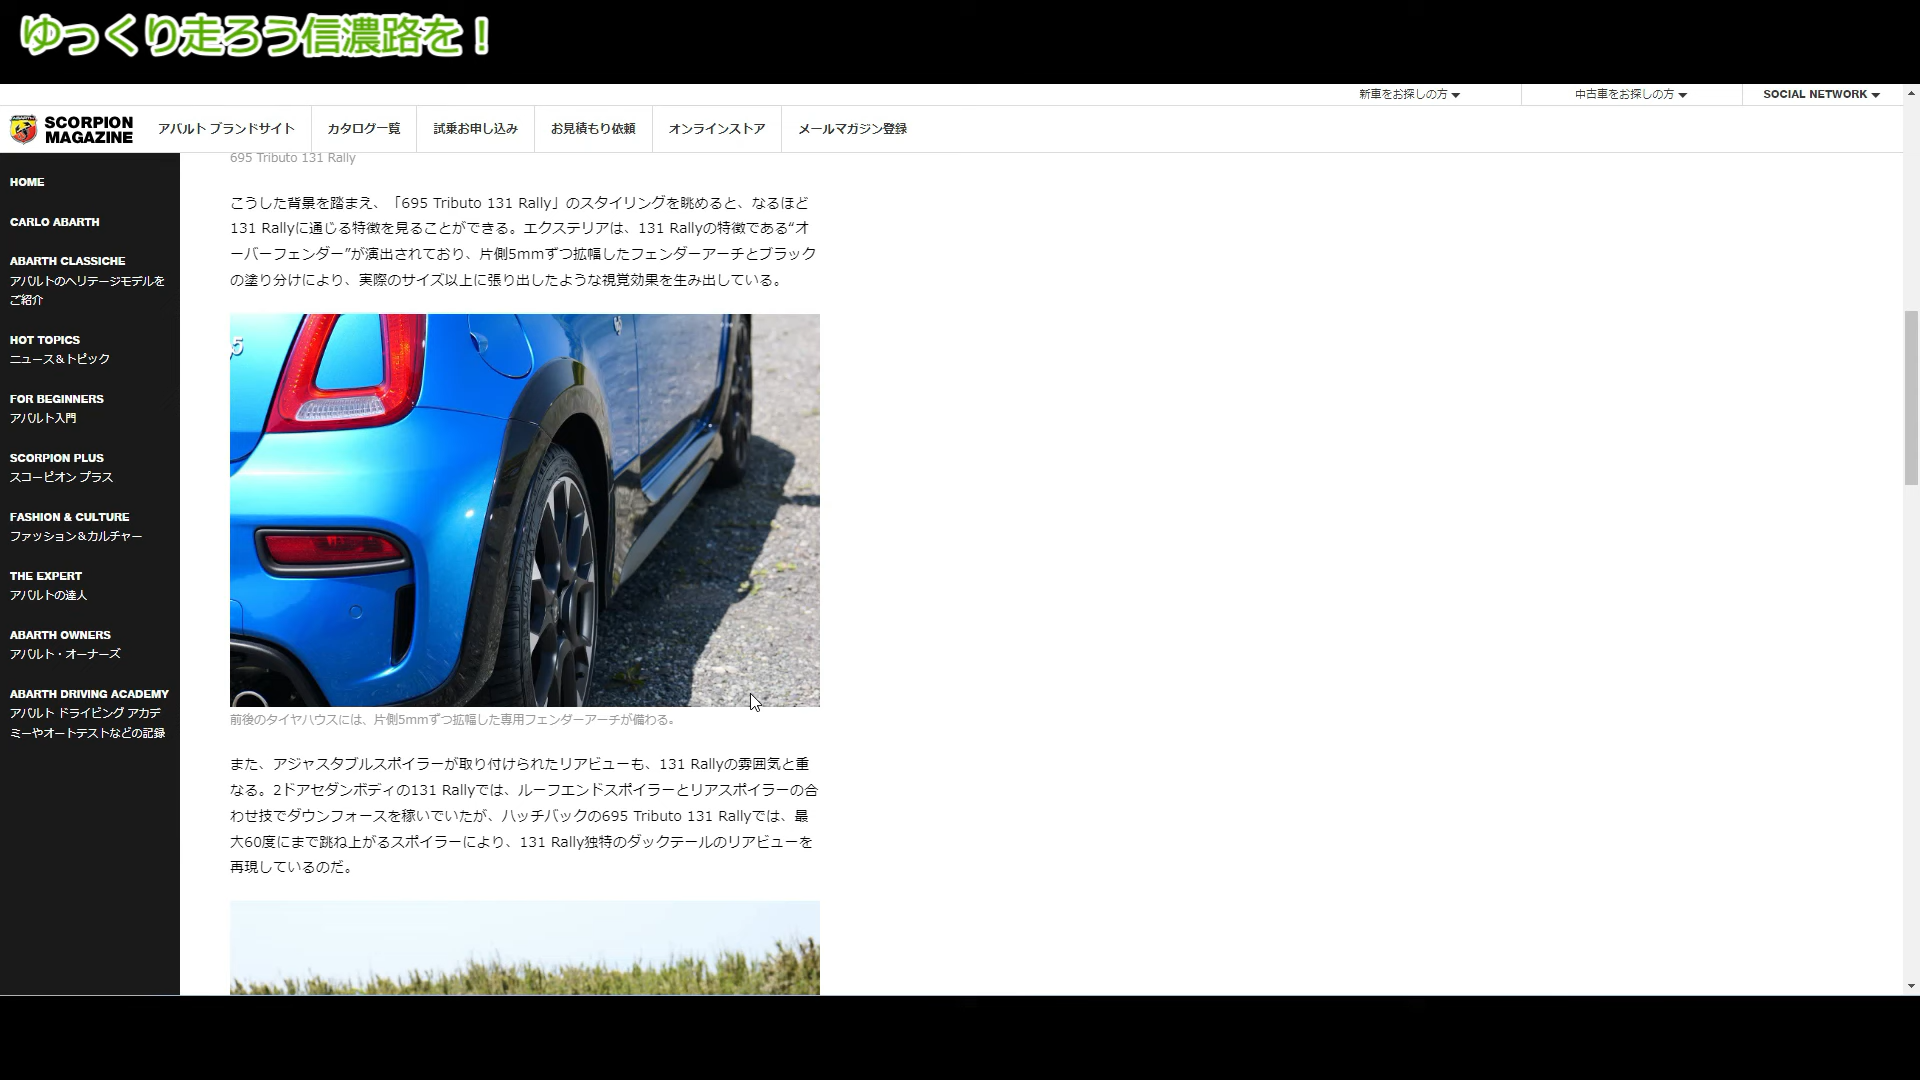 ゆっくり走ろう信濃路を！
新車をお探しの方
中古車をお探しの方
SOCIAL NETWORK
SCORPION
MAGAZINE
アバルト ブランドサイト
カタログ一覧
試乗お申し込み
お見積もり依頼
オンラインストア
メールマガジン登録
HOME
CARLO ABARTH
ABARTH CLASSICHE
アバルトのヘリテージモデルを
ご紹介
HOT TOPICS
ニュース＆トピック
FOR BEGINNERS
アバルト入門
SCORPION PLUS
スコーピオン プラス
FASHION & CULTURE
ファッション＆カルチャー
THE EXPERT
アバルトの達人
ABARTH OWNERS
アバルト・オーナーズ
ABARTH DRIVING ACADEMY
アバルト ドライビング アカデ
ミーやオートテストなどの記録
695 Tributo 131 Rally
こうした背景を踏まえ、「695 Tributo 131 Rally」のスタイリングを眺めると、なるほど
131 Rallyに通じる特徴を見ることができる。エクステリアは、131 Rallyの特徴である“オ
ーバーフェンダー”が演出されており、片側5mmずつ拡幅したフェンダーアーチとブラック
の塗り分けにより、実際のサイズ以上に張り出したような視覚効果を生み出している。
5
前後のタイヤハウスには、片側5mmずつ拡幅した専用フェンダーアーチが備わる。
また、アジャスタブルスポイラーが取り付けられたリアビューも、131 Rallyの雰囲気と重
なる。2ドアセダンボディの131 Rallyでは、ルーフエンドスポイラーとリアスポイラーの合
わせ技でダウンフォースを稼いでいたが、ハッチバックの695 Tributo 131 Rallyでは、最
大60度にまで跳ね上がるスポイラーにより、131 Rally独特のダックテールのリアビューを
再現しているのだ。